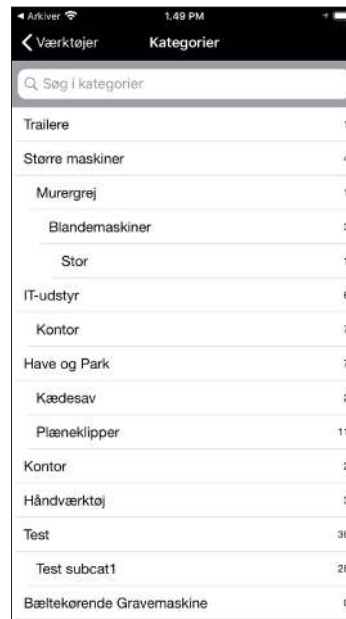 Arkiver 1.49 PM
Værktøjer Kategorier
Søg i kategorier
Trailere
Større maskiner
Murergrej
Blandemaskiner
Stor
IT-udstyr
Kontor
Have og Park
Kædesav
Plæneklipper 11
Kontor
Håndværktøj
Test
Test subcat1
Bæltekørende Gravemaskine